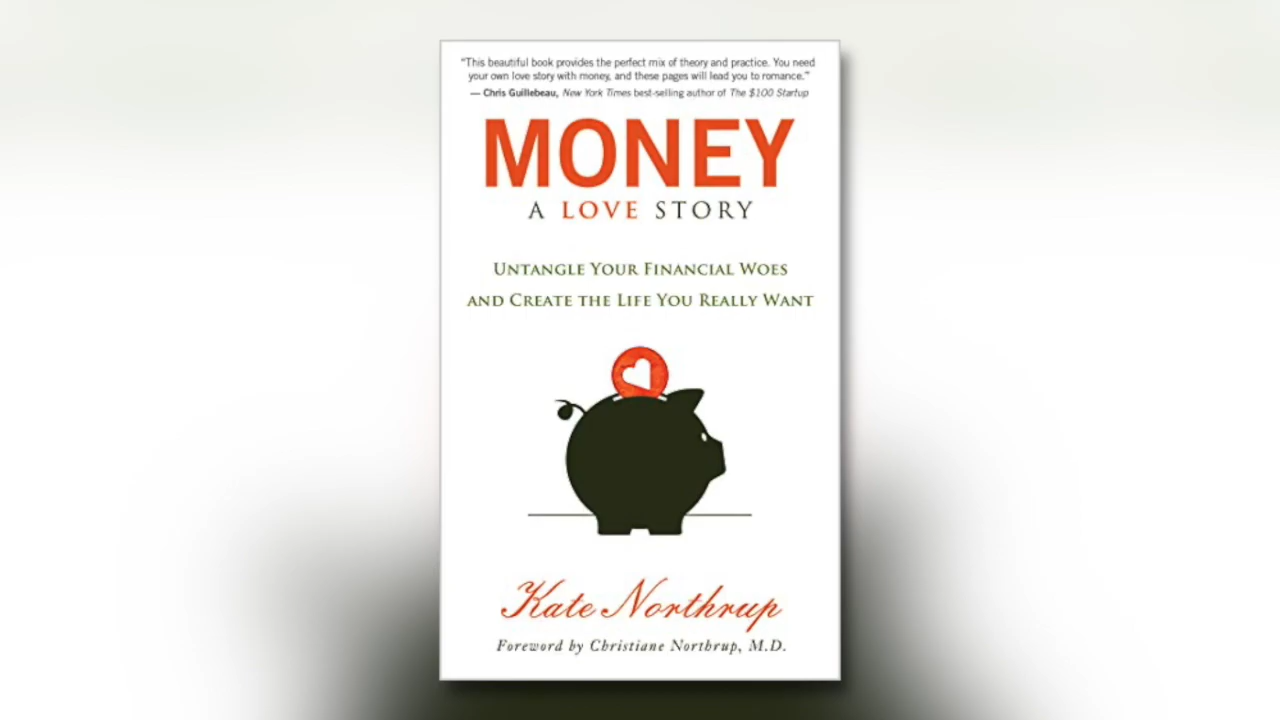 “This beautiful book provides the perfect mix of theory and practice. You need
your own love story with money, and these pages will lead you to romance.”
— Chris Guillebeau, New York Times best-selling author of The $100 Startup
MONEY
A LOVE STORY
UNTANGLE YOUR FINANCIAL WOES
AND CREATE THE LIFE YOU REALLY WANT
Kate Northrup
Foreword by Christiane Northrup, M.D.